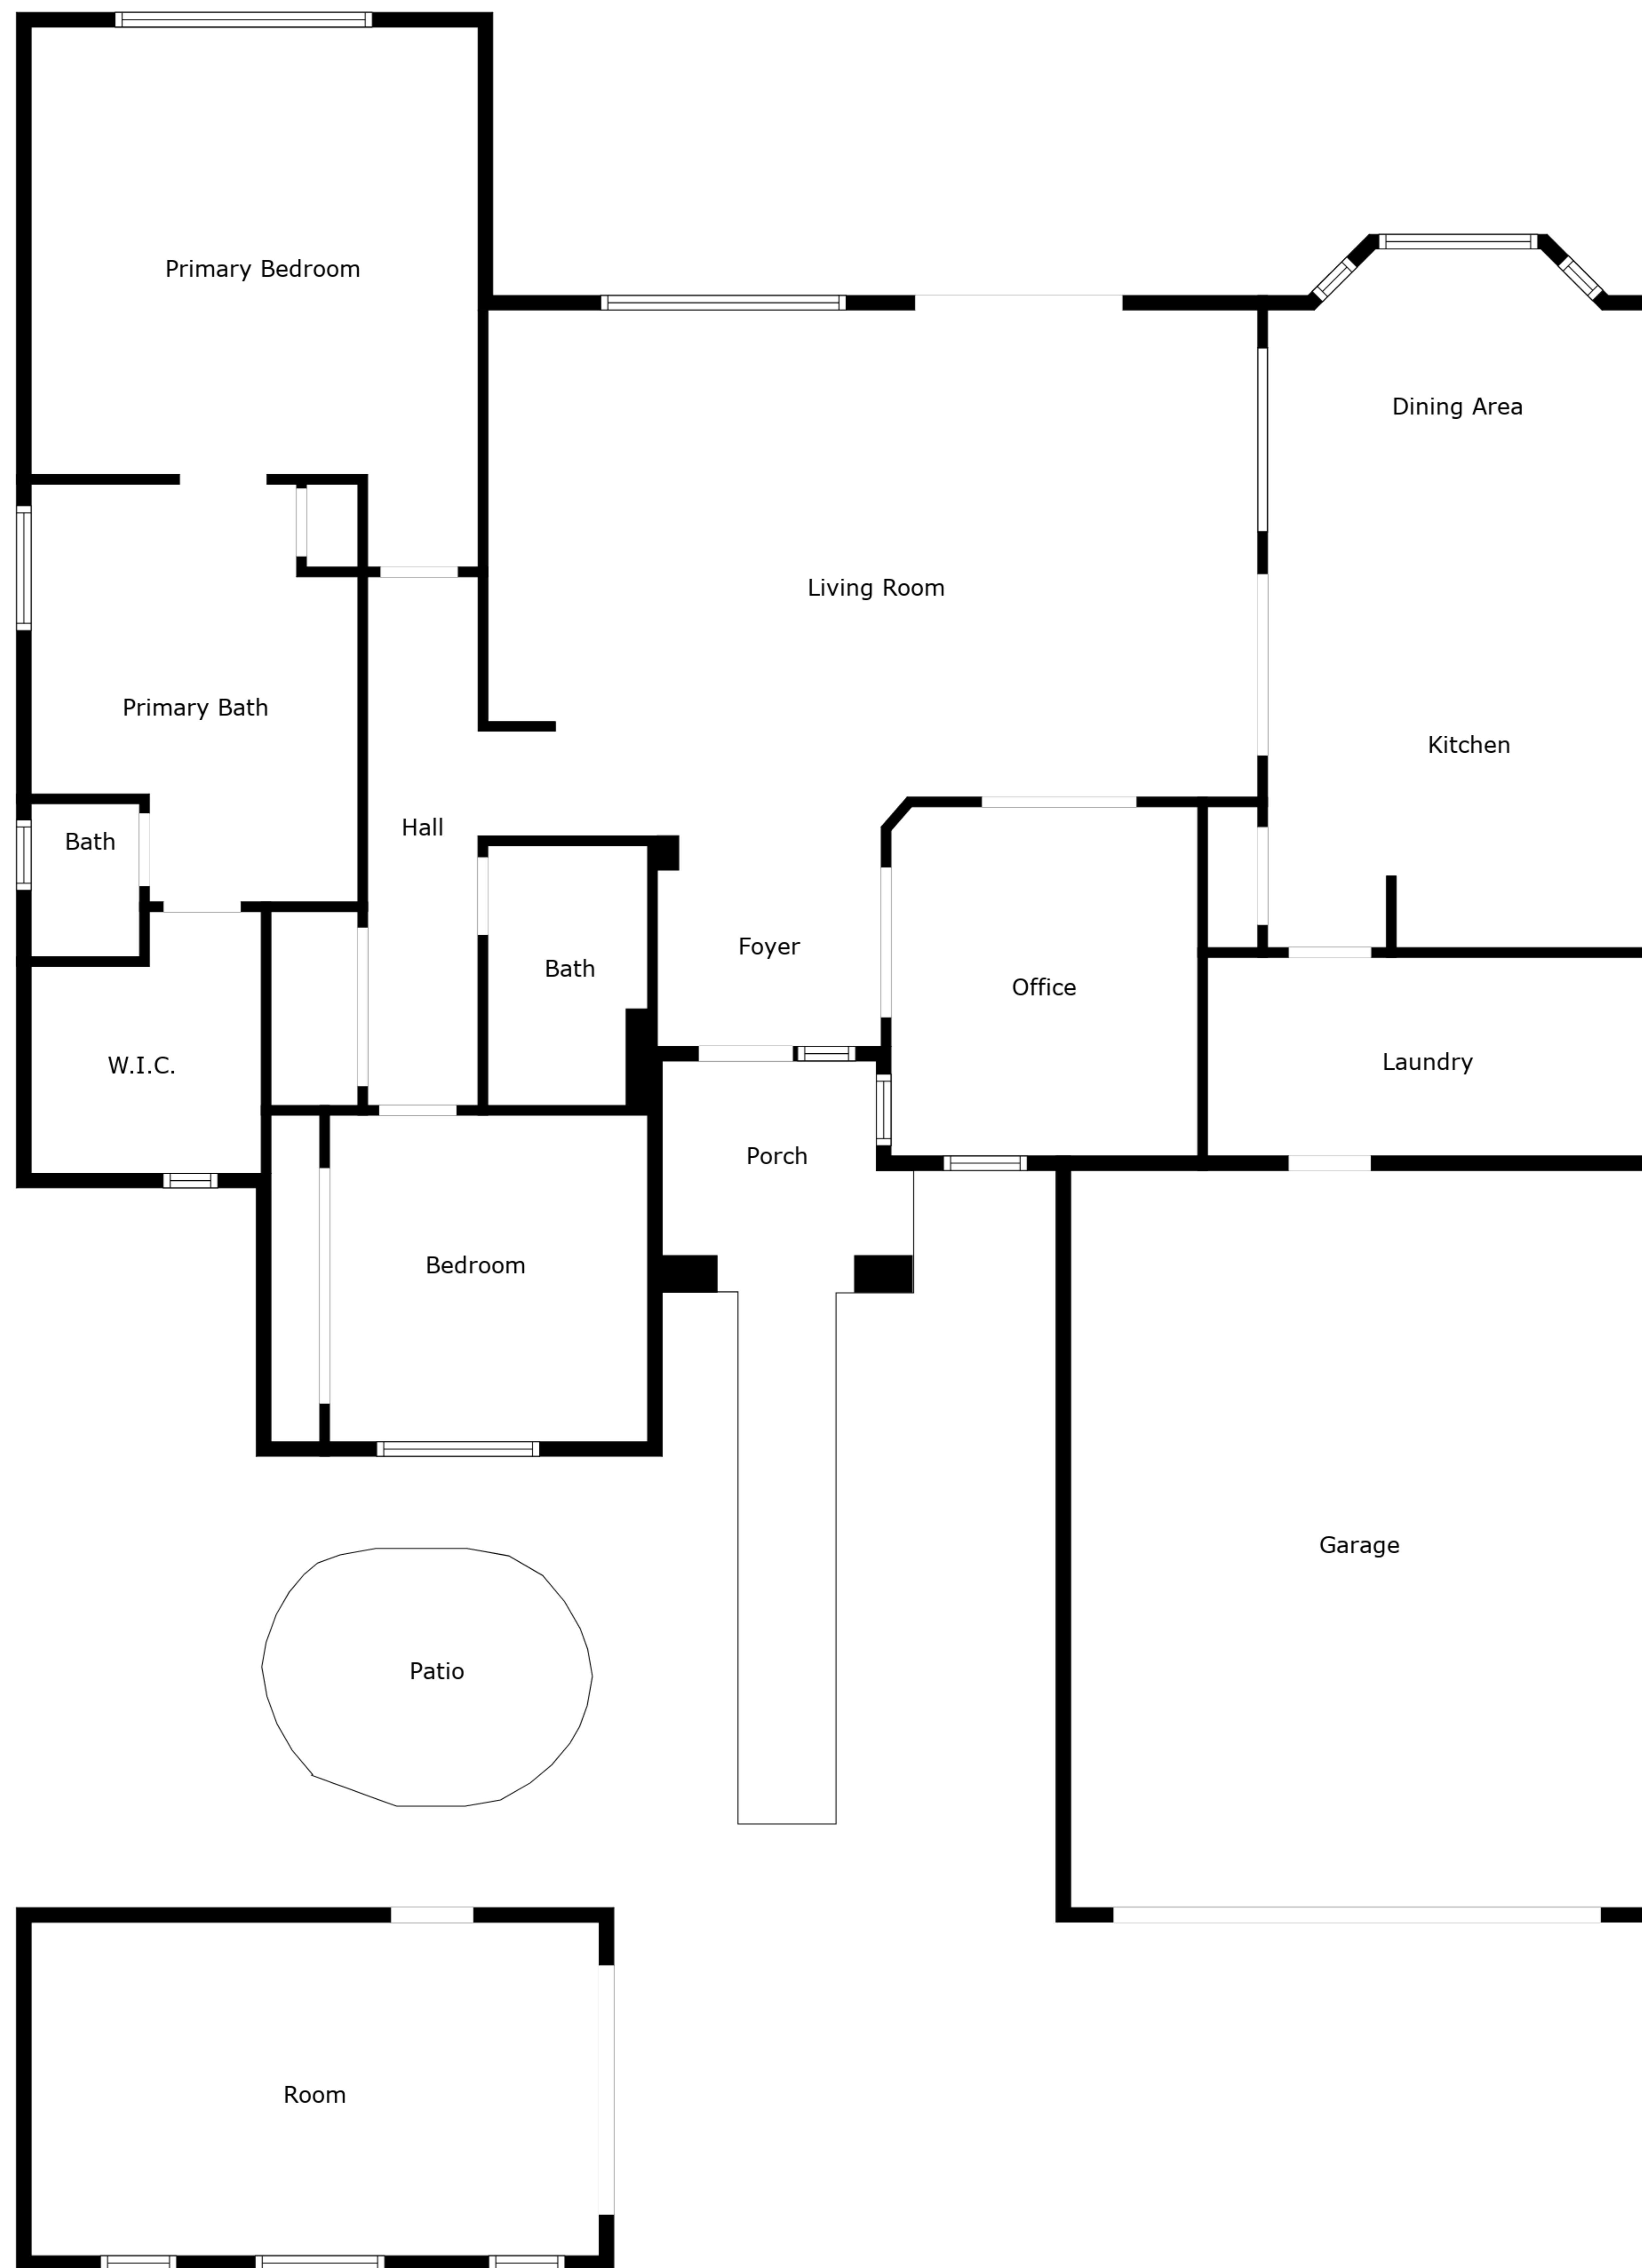 Primary Bedroom
Dining Area
Living Room
Primary Bath
Kitchen
Hall
Bath
Foyer
Bath
Office
W.I.C.
Laundry
Porch
Bedroom
Garage
Patio
Room